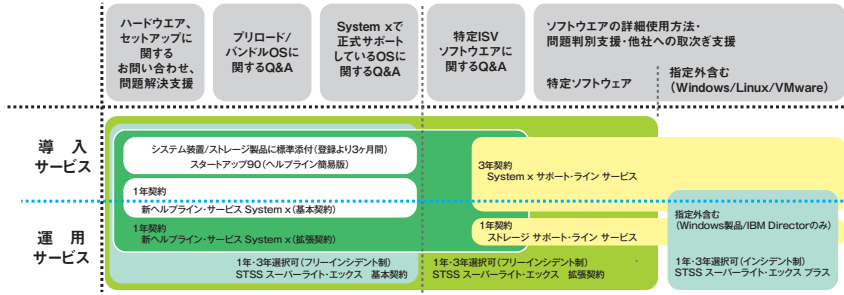 ハードウエア、
セットアップに
関する
お問い合わせ、
問題解決支援
プリロード/
バンドルOSに
関するQ&A
System xで
正式サポート
しているOSに
関するQ&A
特定ISV
ソフトウエアに
関するQ&A
ソフトウエアの詳細使用方法・
問題判別支援・他社への取次ぎ支援
特定ソフトウェア
指定外含む
（Windows/Linux/VMware）
導 入
サービス
システム装置/ストレージ製品に標準添付（登録より3ヶ月間）
スタートアップ90（ヘルプライン簡易版）
3年契約
System x サポート・ライン サービス
1年契約
新ヘルプライン・サービス System x（基本契約）
運 用
サービス
1年契約
新ヘルプライン・サービス System x（拡張契約）
1年契約
ストレージ サポート・ライン サービス
指定外含む
（Windows製品/IBM Directorのみ）
1年・3年選択可（フリーインシデント制）
STSS スーパーライト・エックス 基本契約
1年・3年選択可（フリーインシデント制）
STSS スーパーライト・エックス 拡張契約
1年・3年選択可（インシデント制）
STSS スーパーライト・エックス プラス